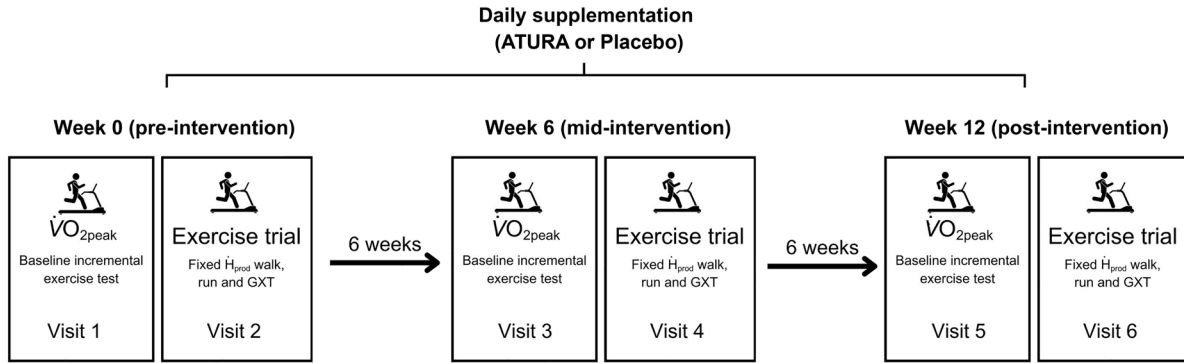 Daily supplementation
(ATURA or Placebo)
Week 0 (pre-intervention)
Week 6 (mid-intervention)
Week 12 (post-intervention)
V̇O2peak
Baseline incremental
exercise test
Visit 1
Exercise trial
Fixed Ḣprod walk,
run and GXT
Visit 2
6 weeks
V̇O2peak
Baseline incremental
exercise test
Visit 3
Exercise trial
Fixed Ḣprod walk,
run and GXT
Visit 4
6 weeks
V̇O2peak
Baseline incremental
exercise test
Visit 5
Exercise trial
Fixed Ḣprod walk,
run and GXT
Visit 6